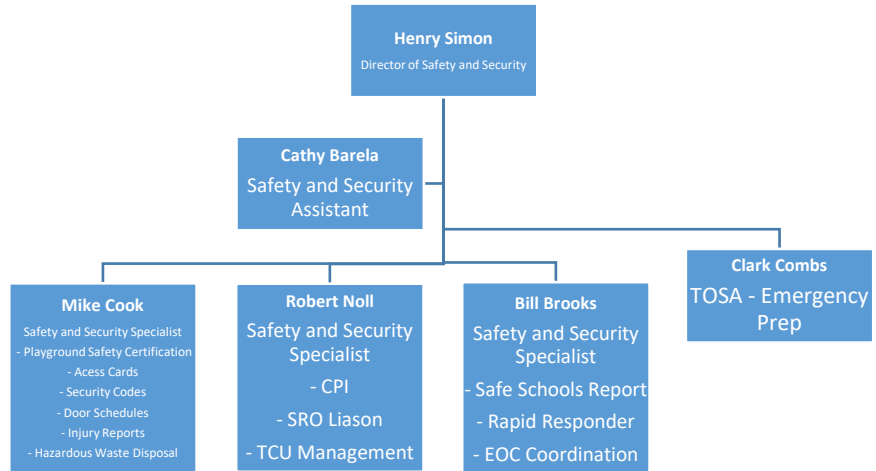 Henry Simon
Director of Safety and Security
Cathy Barela
Safety and Security
Assistant
Clark Combs
TOSA - Emergency
Prep
Mike Cook
Safety and Security Specialist
- Playground Safety Certification
- Acess Cards
- Security Codes
- Door Schedules
- Injury Reports
- Hazardous Waste Disposal
Robert Noll
Safety and Security
Specialist
- CPI
- SRO Liason
- TCU Management
Bill Brooks
Safety and Security
Specialist
- Safe Schools Report
- Rapid Responder
- EOC Coordination